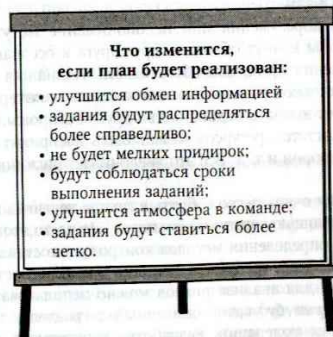 Что изменится,
если план будет реализован:
• улучшится обмен информацией
• задания будут распределяться
более справедливо;
• не будет мелких придирок;
• будут соблюдаться сроки
выполнения заданий;
• улучшится атмосфера в команде;
• задания будут ставиться более
четко.